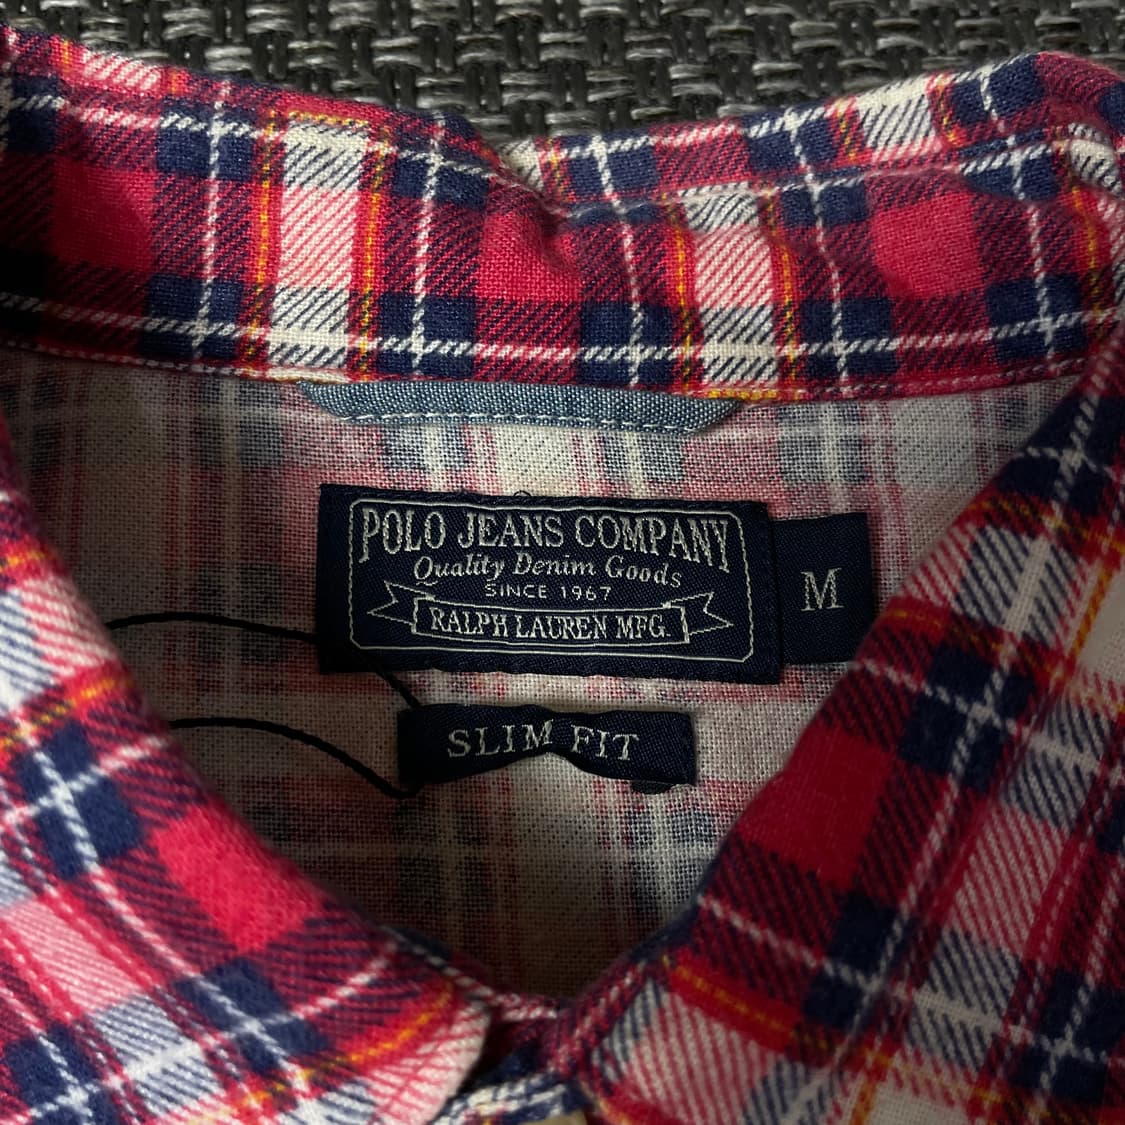 POLO JEANS COMPANY
Quality Denim Goods
SINCE 1967
RALPH LAUREN MFG.
M
SLIM FIT